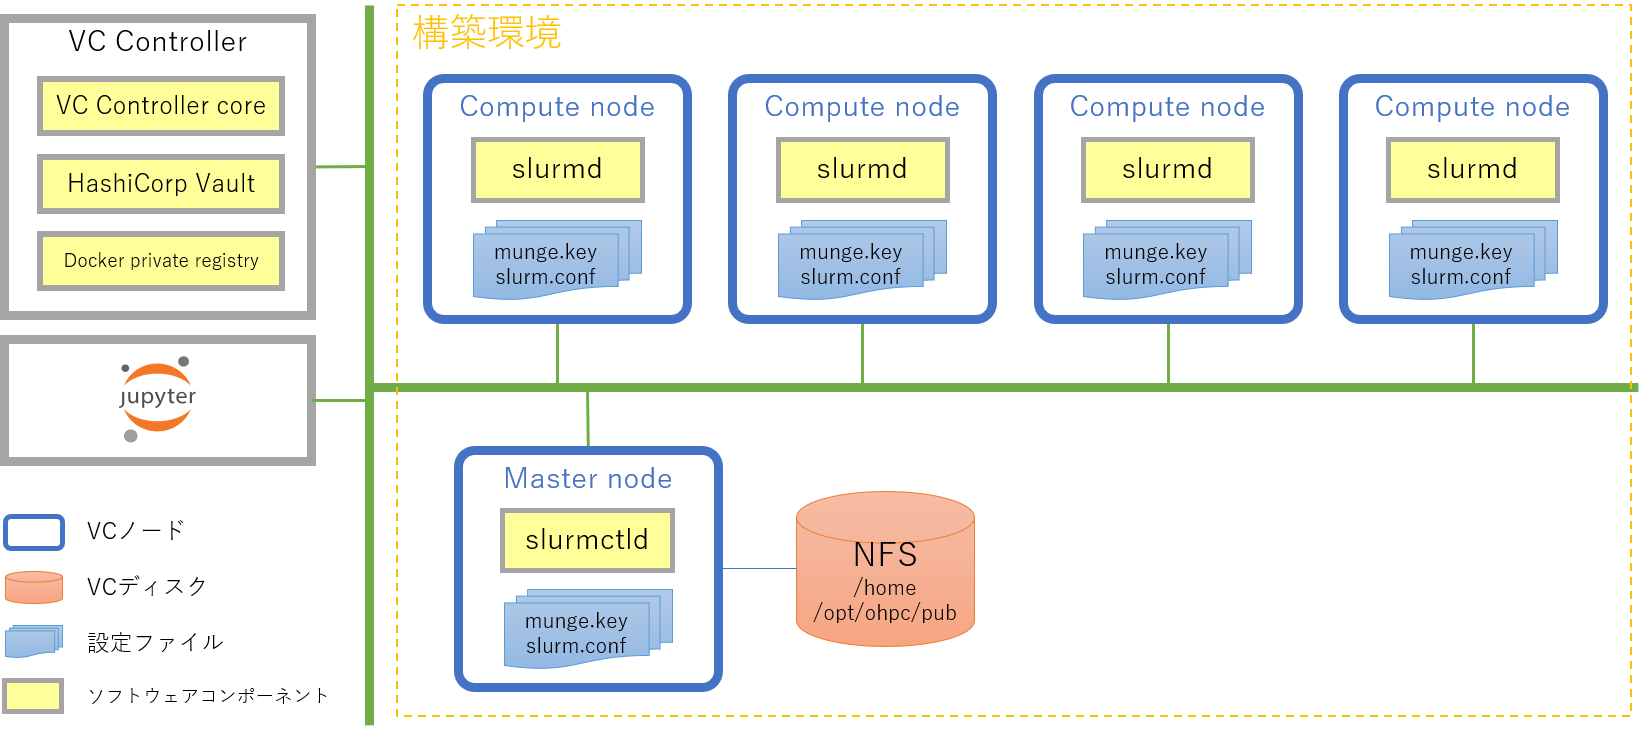 VC Controller
VC Controller core
HashiCorp Vault
Docker private registry
jupyter
VCノード
VCディスク
設定ファイル
ソフトウェアコンポーネント
構築環境
Compute node
slurmd
munge.key
slurm.conf
Compute node
slurmd
munge.key
slurm.conf
Compute node
slurmd
munge.key
slurm.conf
Compute node
slurmd
munge.key
slurm.conf
Master node
slurmctld
munge.key
slurm.conf
NFS
/home
/opt/ohpc/pub